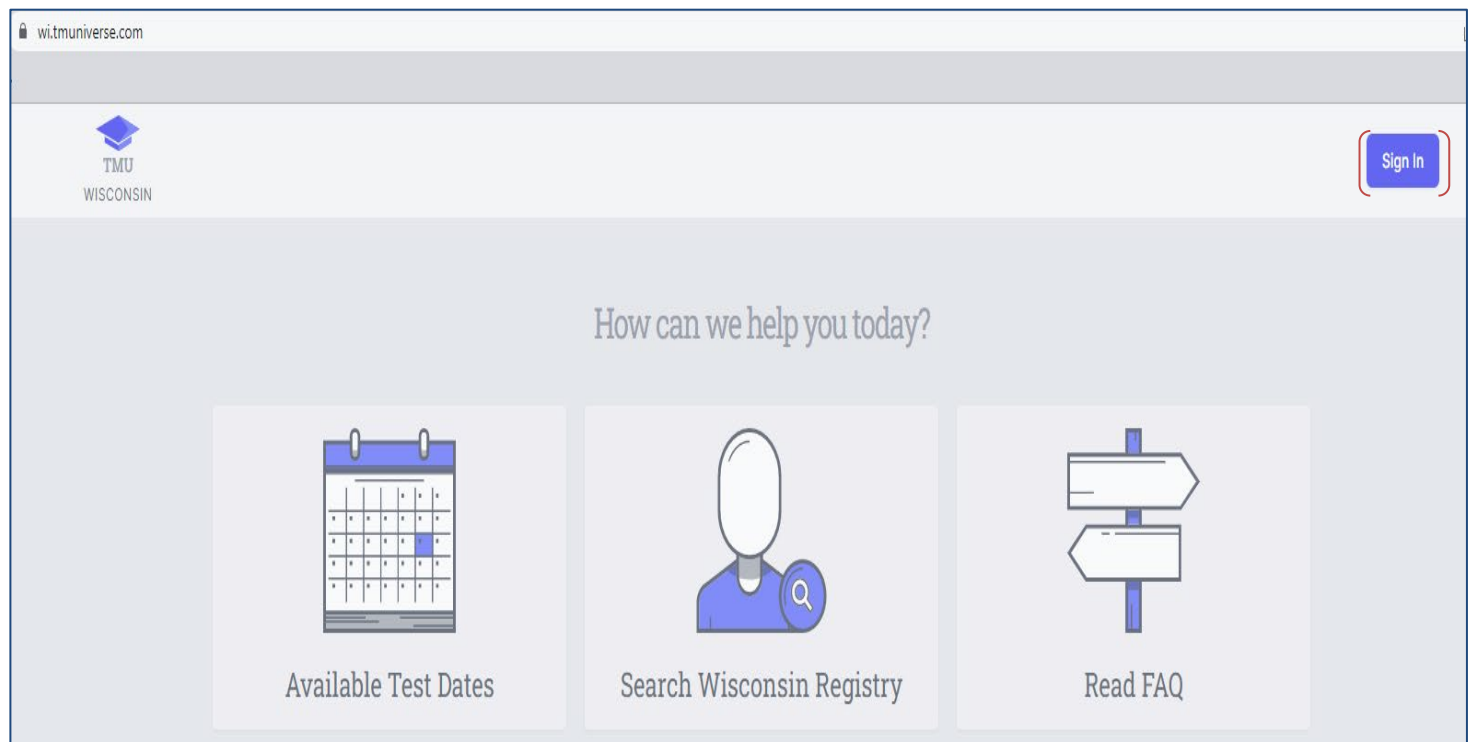 wi.tmuniverse.com
TMU
WISCONSIN
Sign In
How can we help you today?
Available Test Dates
Search Wisconsin Registry
Read FAQ